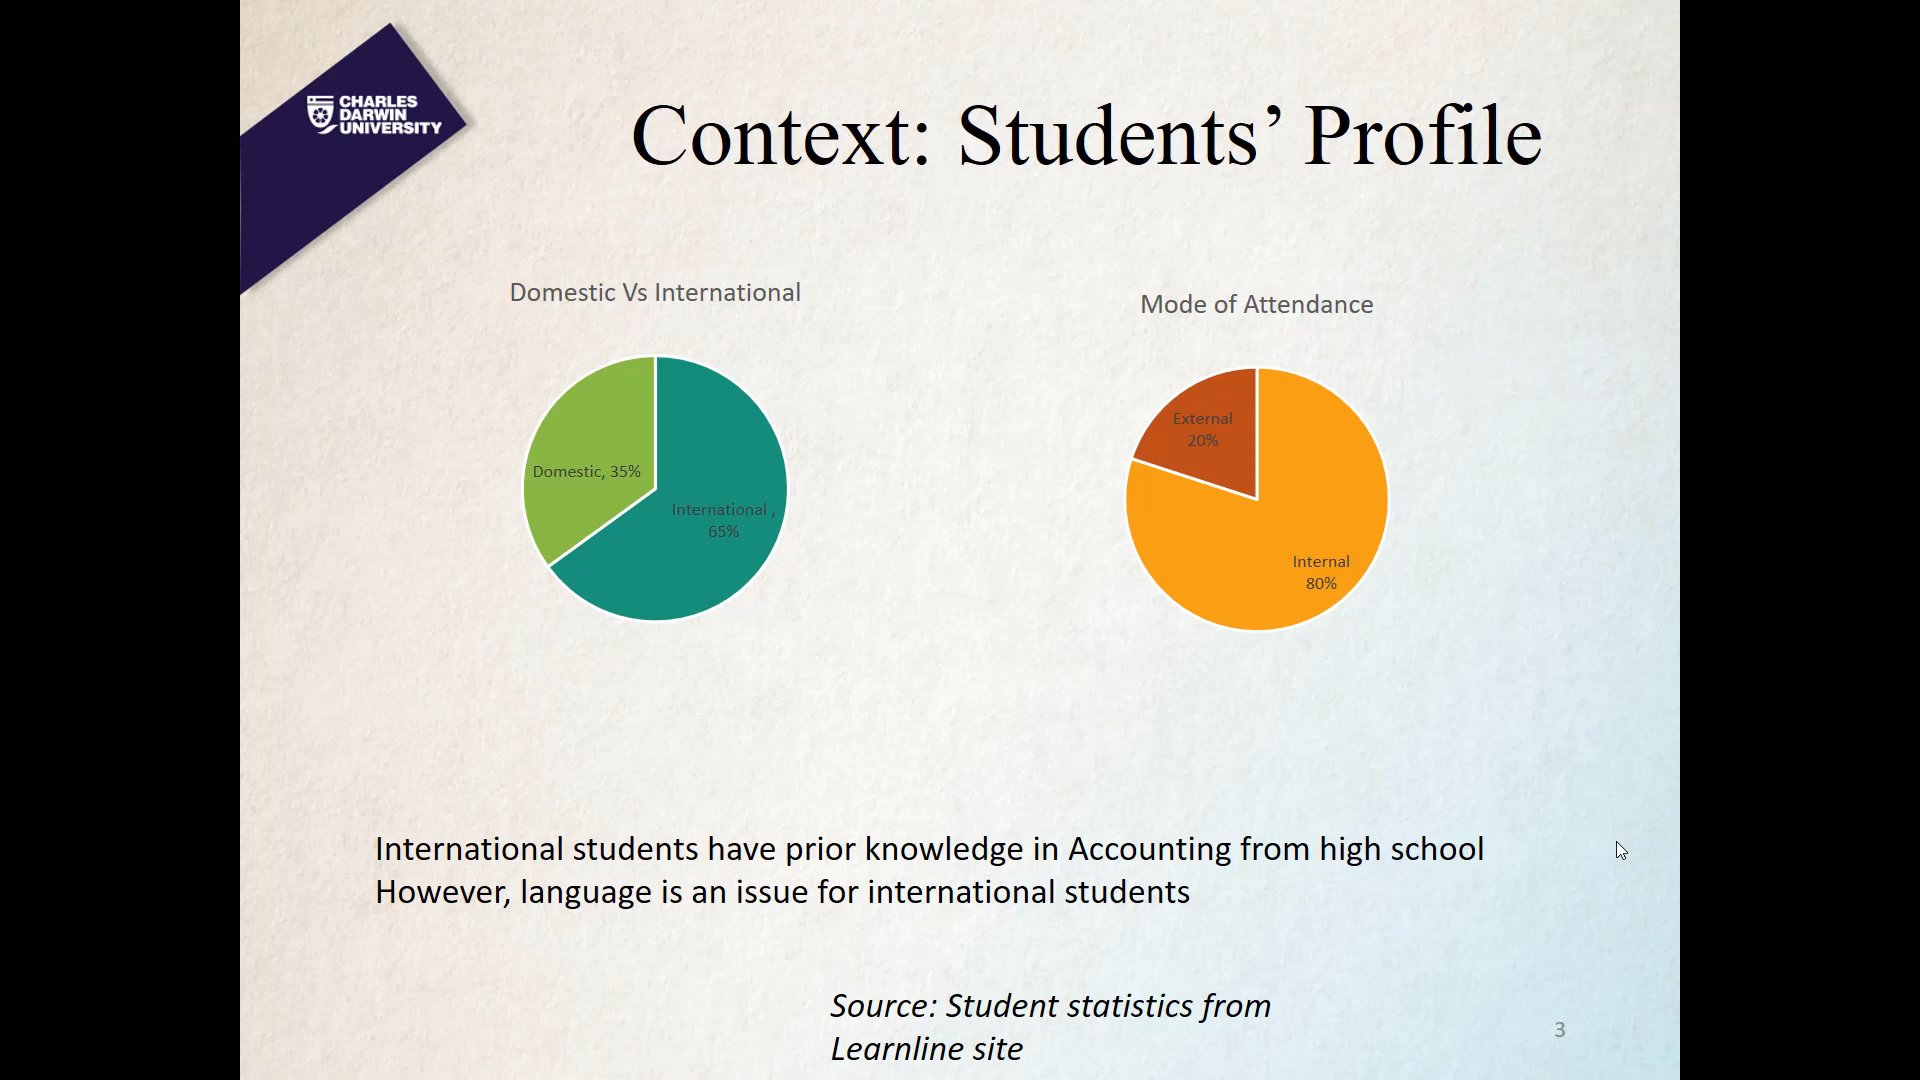 CHARLES
DARWIN
UNIVERSITY
Context: Students’ Profile
Domestic Vs International
Domestic, 35%
International ,
65%
Mode of Attendance
External
20%
Internal
80%
International students have prior knowledge in Accounting from high school
However, language is an issue for international students
Source: Student statistics from
Learnline site
3